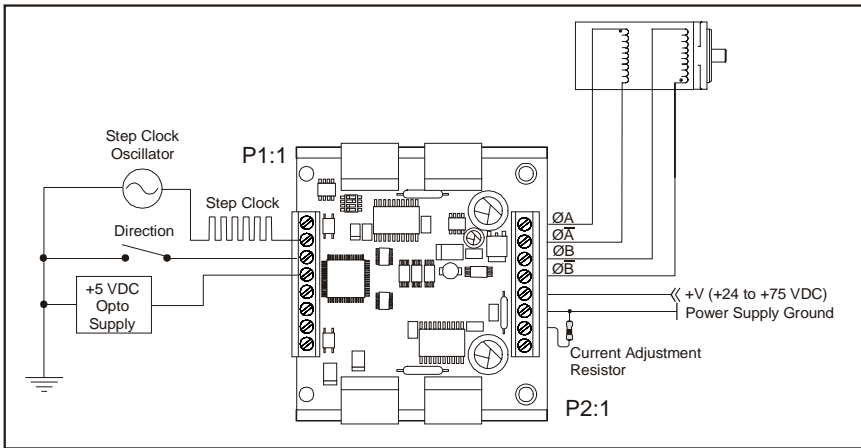 Step Clock
Oscillator
P1:1
Step Clock
Direction
+5 VDC
Opto
Supply
ØA
ØA̅
ØB
ØB̅
+V (+24 to +75 VDC)
Power Supply Ground
Current Adjustment
Resistor
P2:1